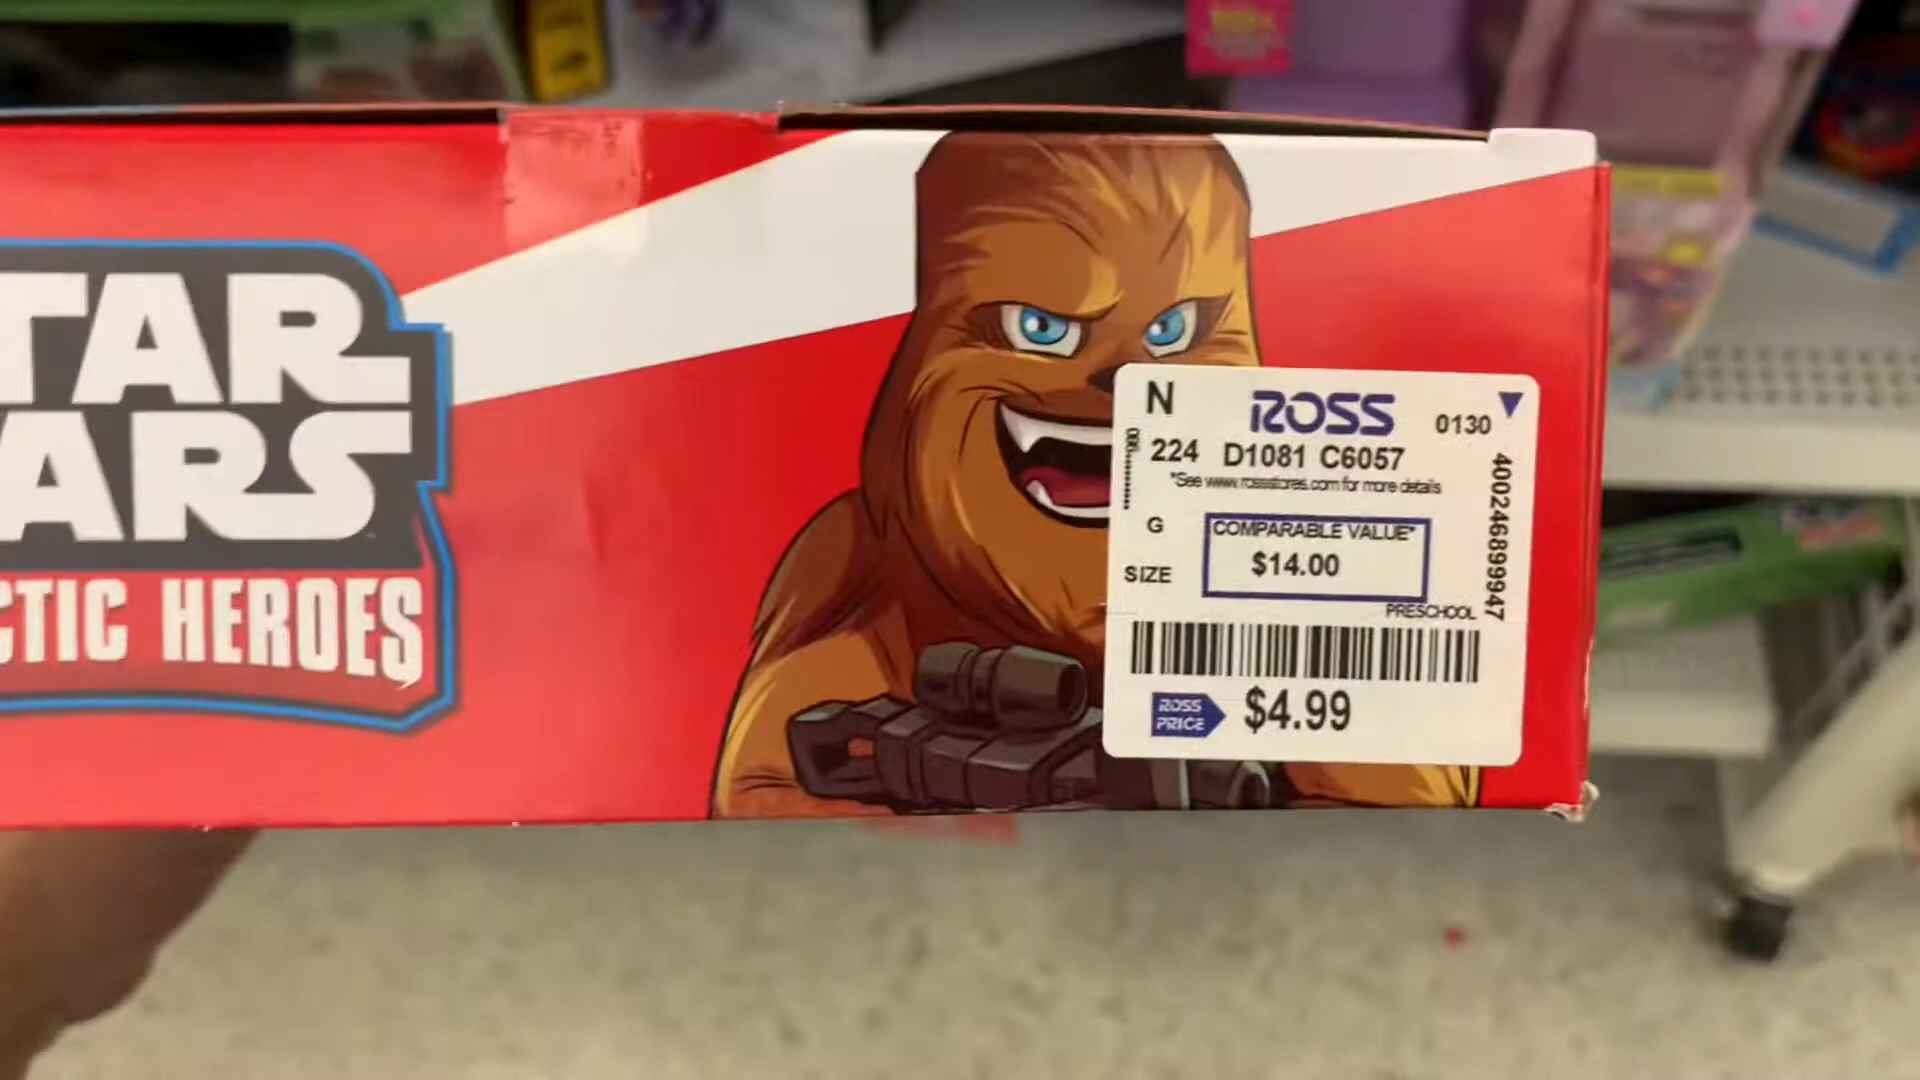 TAR
ARS
CTIC HEROES
N ROSS 0130
224 D1081 C6057
*See www.rossstores.com for more details
G COMPARABLE VALUE*
$14.00
SIZE
PRESCHOOL
400246899947
ROSS PRICE $4.99